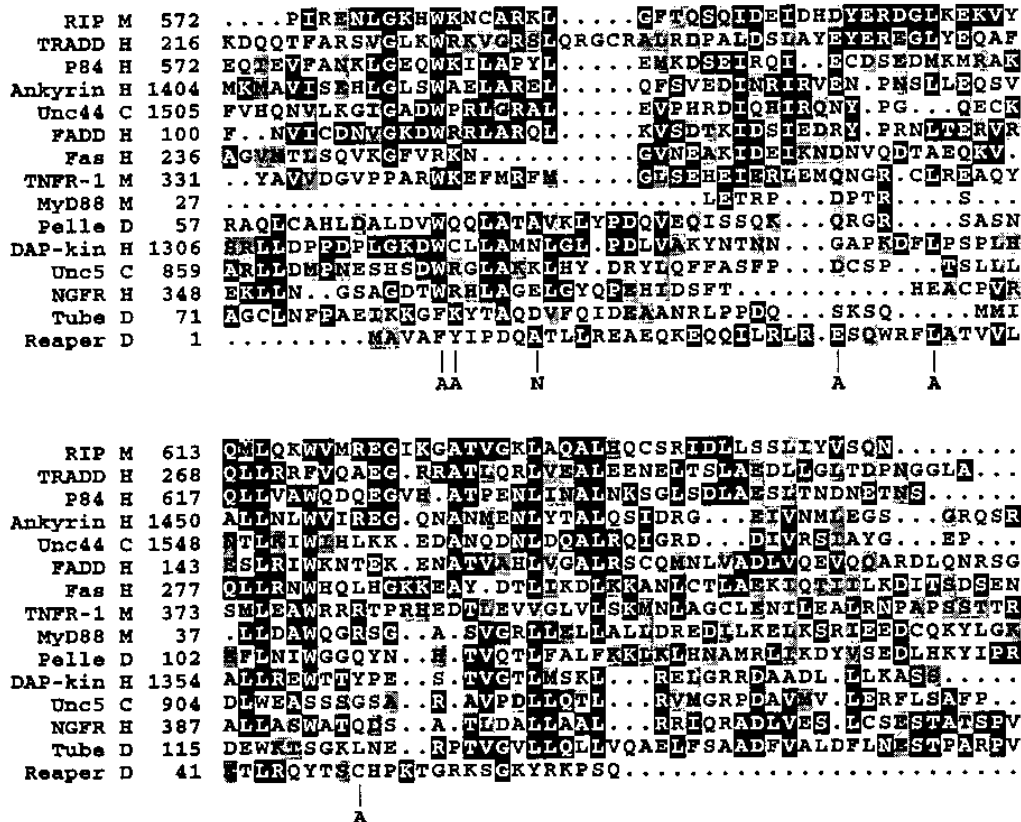 RIP M 572 ....PIRENLGKHWKNCARKL......GFTQSQIDEIDHDYERDGLKEKVY
TRADD H 216 KDQQTFARSVGLKWRKVGRSLQRGCRALRDPALDSLAYEYEREGLYEQAF
P84 H 572 EQTEVFANKLGEQWKILAPYL......EMKDSEIRQI..ECDSEDMKMRAK
Ankyrin H 1404 MKMAVISEHLGLSWAELAREL......QFSVEDINRIRVEN.PNSLLEQSV
Unc44 C 1505 FVHQNVLKGIGADWPRLGRAL......EVPHRDIQHIRQNY.PG...QECK
FADD H 100 F..NVICDNVGKDWRRLARQL......KVSDTKIDSIEDRY.PRNLTERVR
Fas H 236 AGVMTLSQVKGFVRKN..........GVNEAKIDEIKNDNVQDTAEQKV.
TNFR-1 M 331 ..YAVVDGVPPARWKEFMRFM......GLSEHEIERLEMQNGR.CLREAQY
MyD88 M 27 ..............................LETRP...DPTR....S...
Pelle D 57 RAQLCAHLDALDVWQQLATAVKLYPDQVEQISSQK...QRGR...SASN
DAP-kin H 1306 HRLLDPPDPLGKDWCLLAMNLGL.PDLVAKYNTNN...GAPKDFLPSPLH
Unc5 C 859 ARLLDMPNESHSDWRGLAKKLHY.DRYLQFFASFP...DCSP...TSLLL
NGFR H 348 EKLLN..GSAGDTWRHLAGELGYQPEHIDSFT............HEACPVR
Tube D 71 AGCLNFPAEIKKGFKYTAQDVFQIDEAANRLPPDQ...SKSQ....MMI
Reaper D 1 .........MAVAFYIPDQATLLREAEQKEQQILRLR.ESQWRFLATVVL
AA N A A
RIP M 613 QMLQKWVMREGIKGATVGKLAQALHQCSRIDLLSSLIYVSQN........
TRADD H 268 QLLRRFVQAEG.RRATLQRLVEALEENELTSLAEDLLGLTDPNGGLA...
P84 H 617 QLLVAWQDQEGVH.ATPENLINALNKSGLSDLAESLTNDNETNS......
Ankyrin H 1450 ALLNLWVIREG.QNANMENLYTALQSIDRG...EIVNMLEGS...GRQSR
Unc44 C 1548 NTLRIWIHLKK.EDANQDNLDQALRQIGRD...DIVRSIAYG...EP...
FADD H 143 ESLRIWKNTEK.ENATVAHLVGALRSCQMNLVADLVQEVQQARDLQNRSG
Fas H 277 QLLRNWHQLHGKKEAY.DTLIKDLKKANLCTLAEKIQTIILKDITSDSEN
TNFR-1 M 373 SMLEAWRRRTPRHEDTLEVVGLVLSKMNLAGCLENILEALRNPAPSSTTR
MyD88 M 37 .LLDAWQGRSG..A.SVGRLLELLALLDREDILKELKSRIEEDCQKYLGK
Pelle D 102 EFLNIWGGQYN..H.TVQTLFALFKKLKLHNAMRLIKDYVSEDLHKYIPR
DAP-kin H 1354 ALLREWTTYPE..S.TVGTLMSKL...RELGRRDAADL.LLKASS
Unc5 C 904 DLWEASSSGSA..R.AVPDLLQTL...RVMGRPDAVMV.LERFLSAFP..
NGFR H 387 ALLASWATQDS..A.TLDALLAAL...RRIQRADLVES.LCSESTATSPV
Tube D 115 DEWKTSGKLNE..RPTVGVLLQLLVQAELFSAADFVALDFLNESTPARPV
Reaper D 41 ETLRQYTSCHPKTGRKSGKYRKPSQ.........................
A